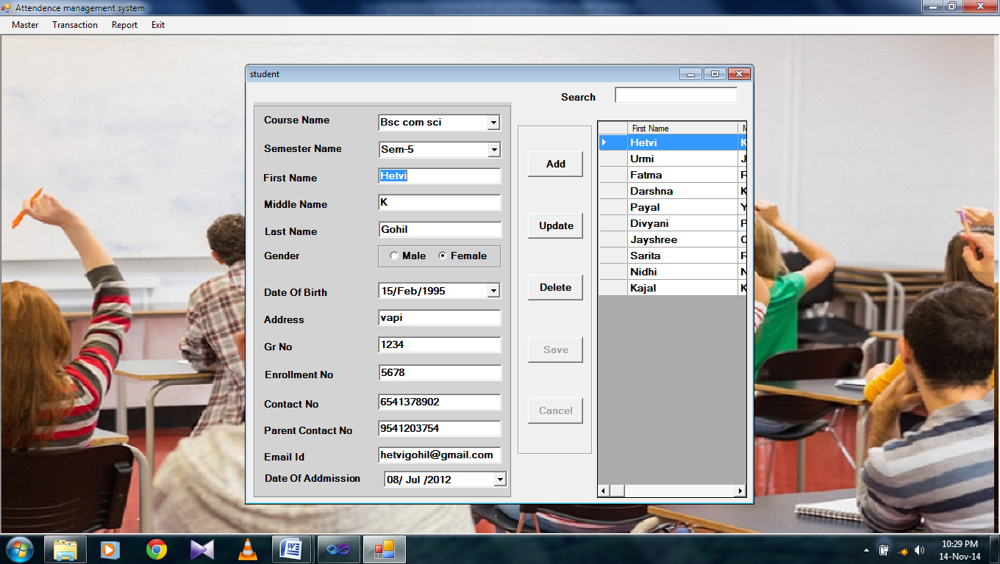 Attendence management system
Master Transaction Report Exit
student
Search
Course Name Bsc com sci
Semester Name Sem-5
First Name Hetvi
Middle Name K
Last Name Gohil
Gender Male Female
Date Of Birth 15/Feb/1995
Address vapi
Gr No 1234
Enrollment No 5678
Contact No 6541378902
Parent Contact No 9541203754
Email Id hetvigohil@gmail.com
Date Of Addmission 08/ Jul /2012
Add
Update
Delete
Save
Cancel
First Name
Hetvi K
Urmi J
Fatma
Darshna K
Payal Y
Divyani
Jayshree
Sarita
Nidhi N
Kajal K
10:29 PM
14-Nov-14